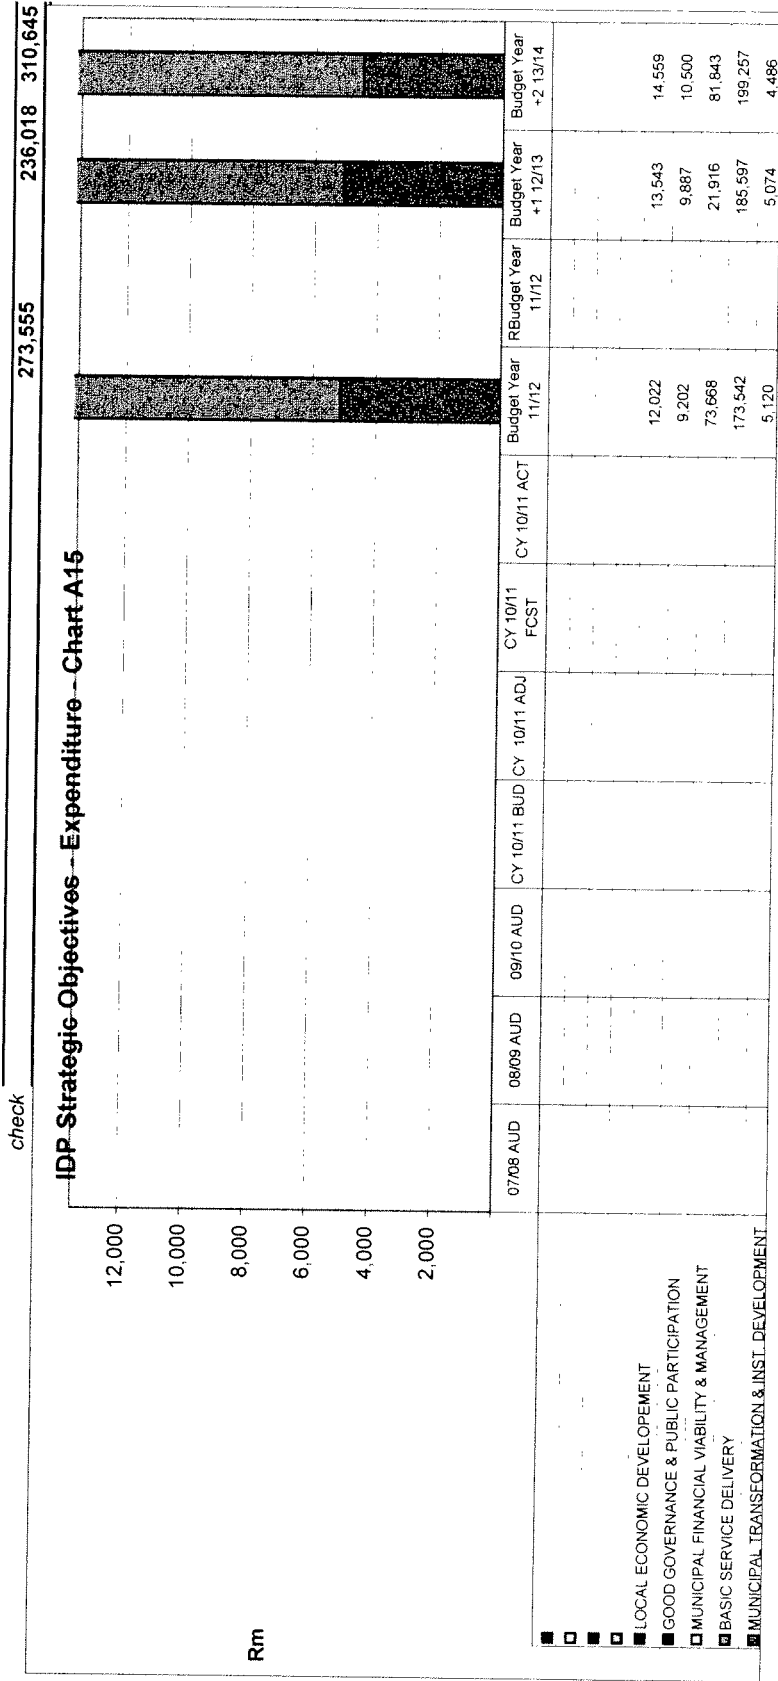 check
273,555 236,018 310,645
IDP Strategic Objectives - Expenditure - Chart A15
Rm
12,000
10,000
8,000
6,000
4,000
2,000
07/08 AUD 08/09 AUD 09/10 AUD CY 10/11 BUD CY 10/11 ADJ CY 10/11 FCST CY 10/11 ACT Budget Year 11/12 RBudget Year 11/12 Budget Year +1 12/13 Budget Year +2 13/14
LOCAL ECONOMIC DEVELOPEMENT 12,022 13,543 14,559
GOOD GOVERNANCE & PUBLIC PARTICIPATION 9,202 9,887 10,500
MUNICIPAL FINANCIAL VIABILITY & MANAGEMENT 73,668 21,916 81,843
BASIC SERVICE DELIVERY 173,542 185,597 199,257
MUNICIPAL TRANSFORMATION & INST. DEVELOPMENT 5,120 5,074 4,486